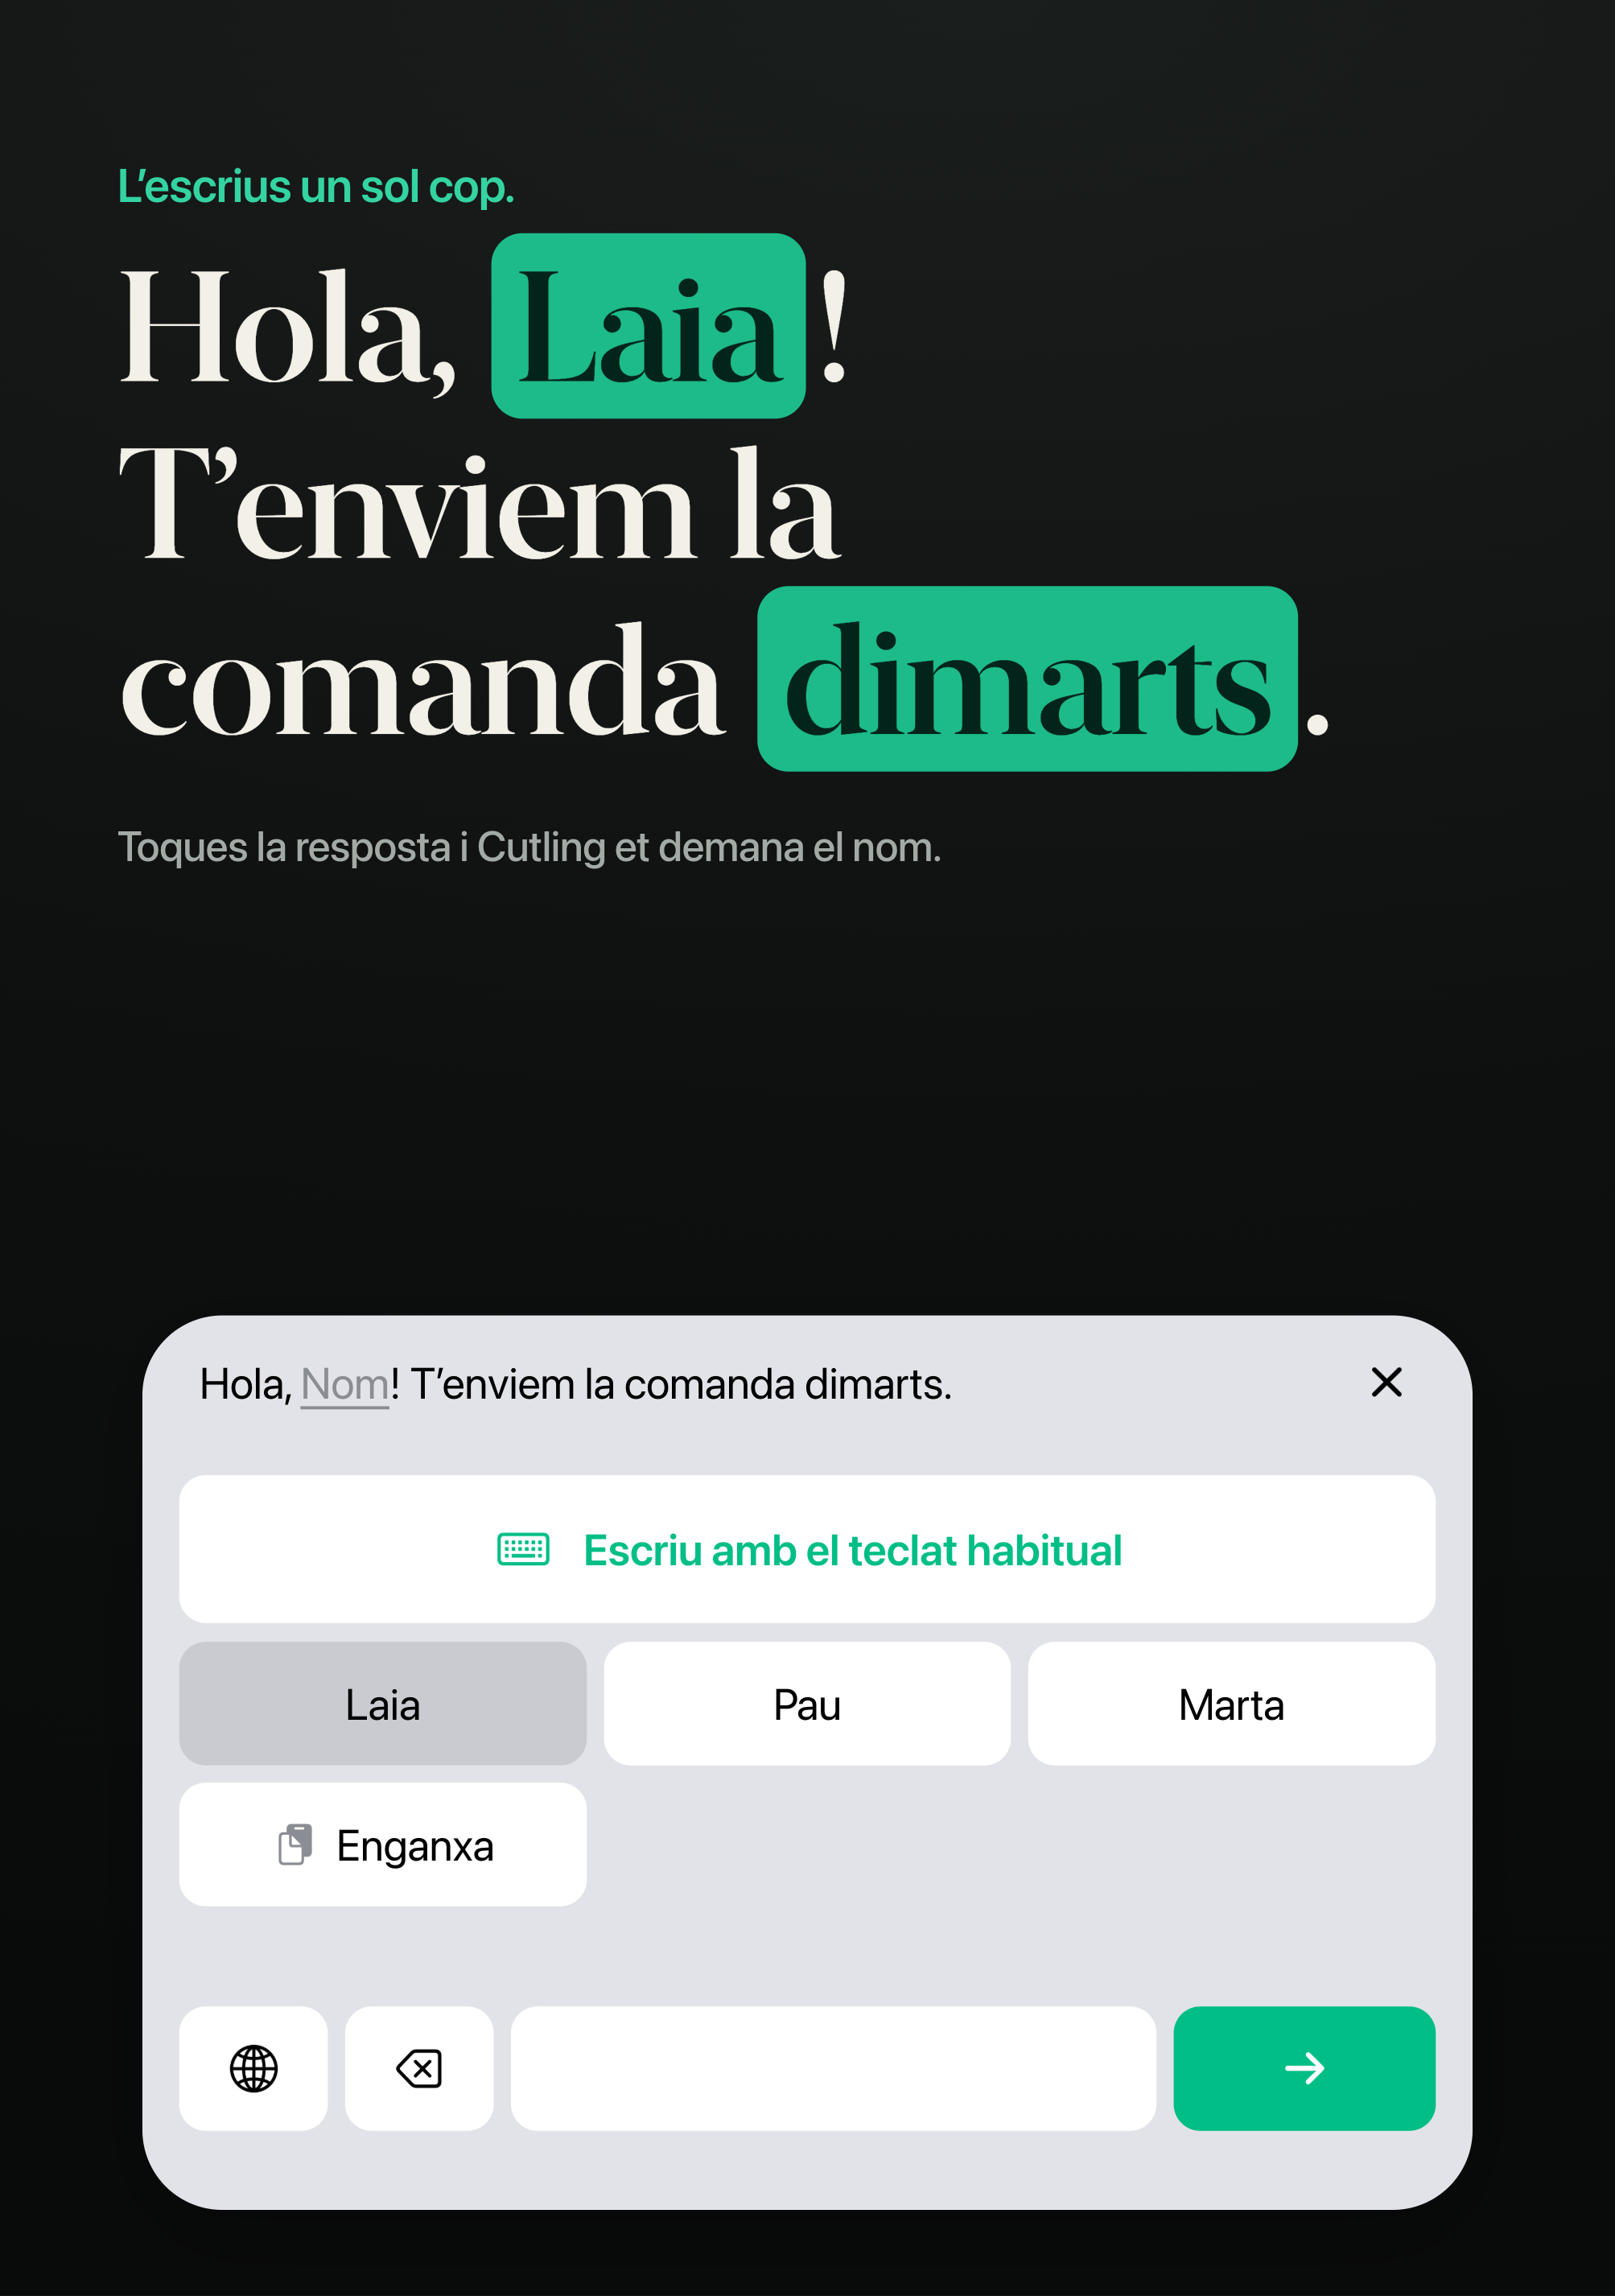 L’escrius un sol cop.
Hola, Laia!
T’enviem la
comanda dimarts.
Toques la resposta i Cutling et demana el nom.
Hola, Nom! T’enviem la comanda dimarts.
Escriu amb el teclat habitual
Laia
Pau
Marta
Enganxa